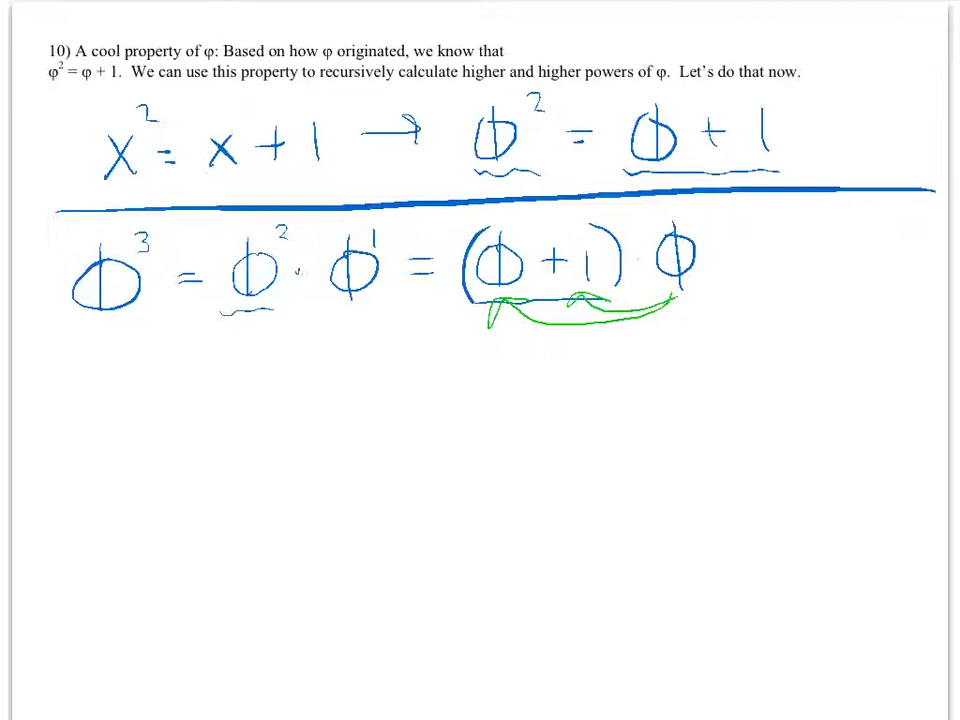 10) A cool property of φ: Based on how φ originated, we know that
φ² = φ + 1. We can use this property to recursively calculate higher and higher powers of φ. Let’s do that now.
x² = x + 1 → ϕ² = ϕ + 1
ϕ³ = ϕ² · ϕ¹ = (ϕ + 1) · ϕ